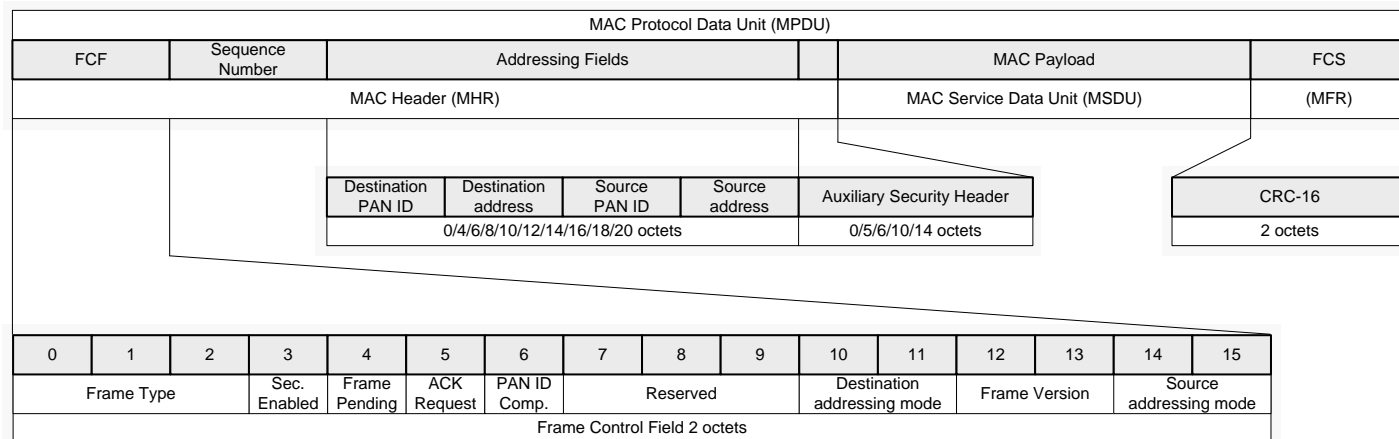 MAC Protocol Data Unit (MPDU)
FCF
Sequence
Number
Addressing Fields
MAC Payload
FCS
MAC Header (MHR)
MAC Service Data Unit (MSDU)
(MFR)
Destination
PAN ID
Destination
address
Source
PAN ID
Source
address
Auxiliary Security Header
CRC-16
0/4/6/8/10/12/14/16/18/20 octets
0/5/6/10/14 octets
2 octets
0 1 2 3 4 5 6 7 8 9 10 11 12 13 14 15
Frame Type
Sec.
Enabled
Frame
Pending
ACK
Request
PAN ID
Comp.
Reserved
Destination
addressing mode
Frame Version
Source
addressing mode
Frame Control Field 2 octets